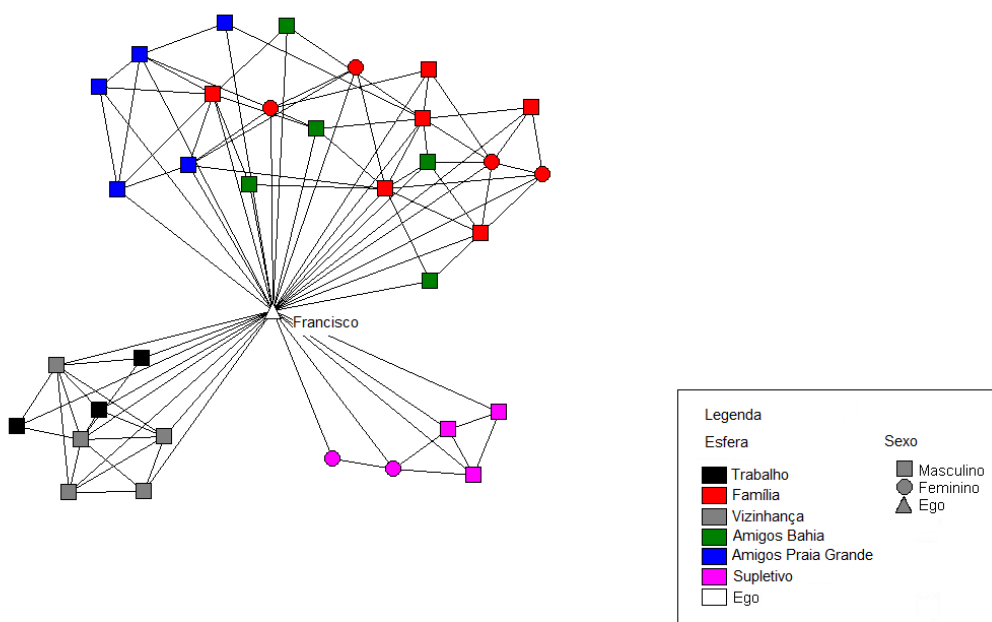 Francisco
Legenda
Esfera
Trabalho
Família
Vizinhança
Amigos Bahia
Amigos Praia Grande
Supletivo
Ego
Sexo
Masculino
Feminino
Ego